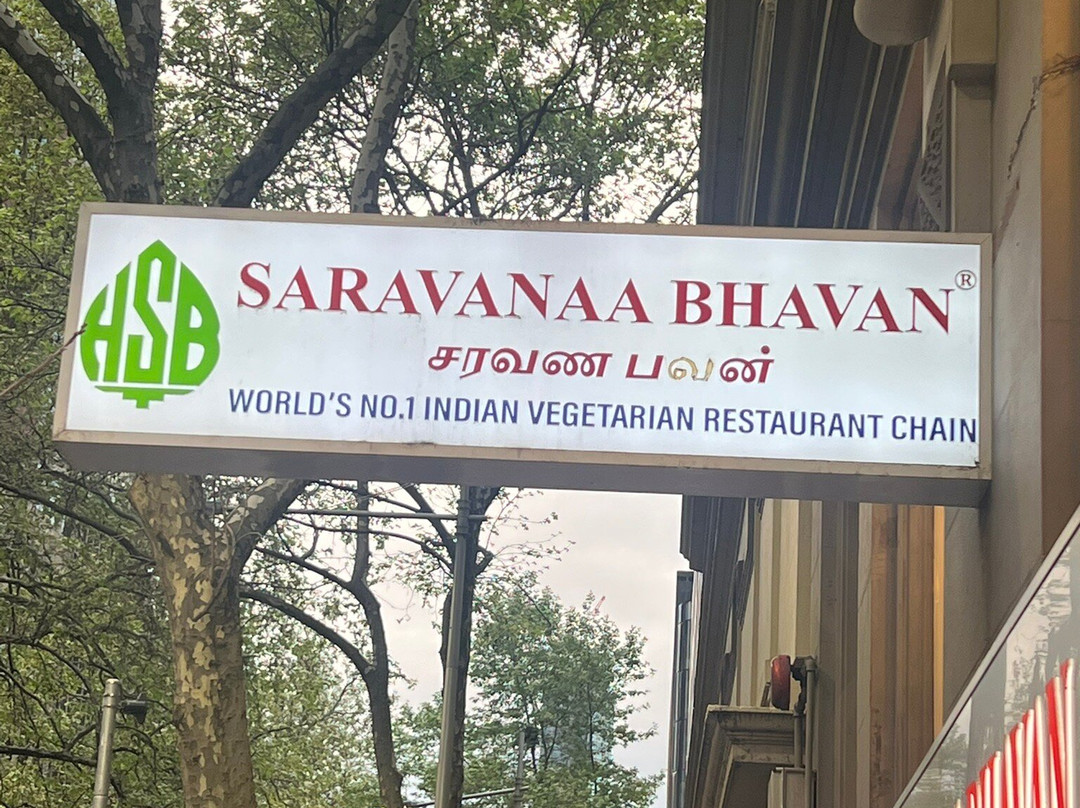 HSB
SARAVANAA BHAVAN®
சரவண பவன்
WORLD'S NO.1 INDIAN VEGETARIAN RESTAURANT CHAIN